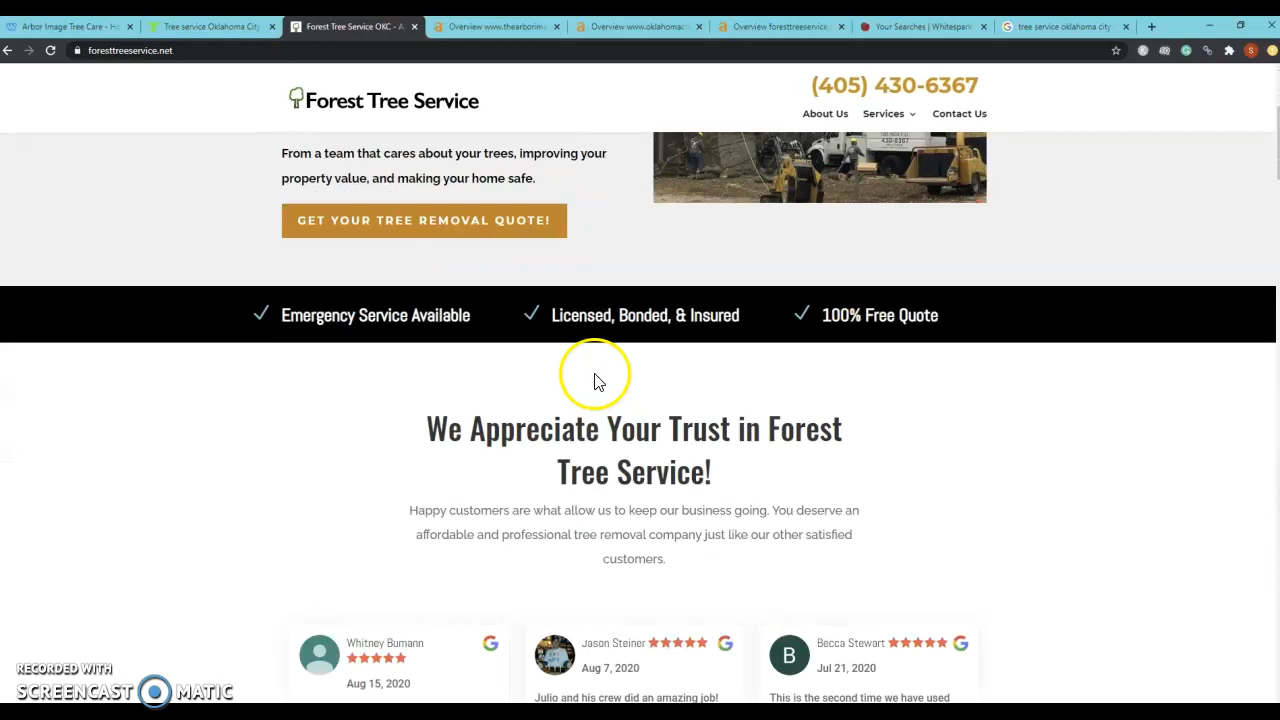 Arbor Image Tree Care - Ho
Tree service Oklahoma City
Forest Tree Service OKC - A
Overview www.thearborima
Overview www.oklahomaco
Overview foresttreeservice
Your Searches | Whitespark
tree service oklahoma city
foresttreeservice.net
Forest Tree Service
(405) 430-6367
About Us Services Contact Us
From a team that cares about your trees, improving your
property value, and making your home safe.
GET YOUR TREE REMOVAL QUOTE!
430-6367
Emergency Service Available
Licensed, Bonded, & Insured
100% Free Quote
We Appreciate Your Trust in Forest
Tree Service!
Happy customers are what allow us to keep our business going. You deserve an
affordable and professional tree removal company just like our other satisfied
customers.
Whitney Bumann
Aug 15, 2020
Jason Steiner
Aug 7, 2020
Julio and his crew did an amazing job!
B
Becca Stewart
Jul 21, 2020
This is the second time we have used
RECORDED WITH
SCREENCAST MATIC